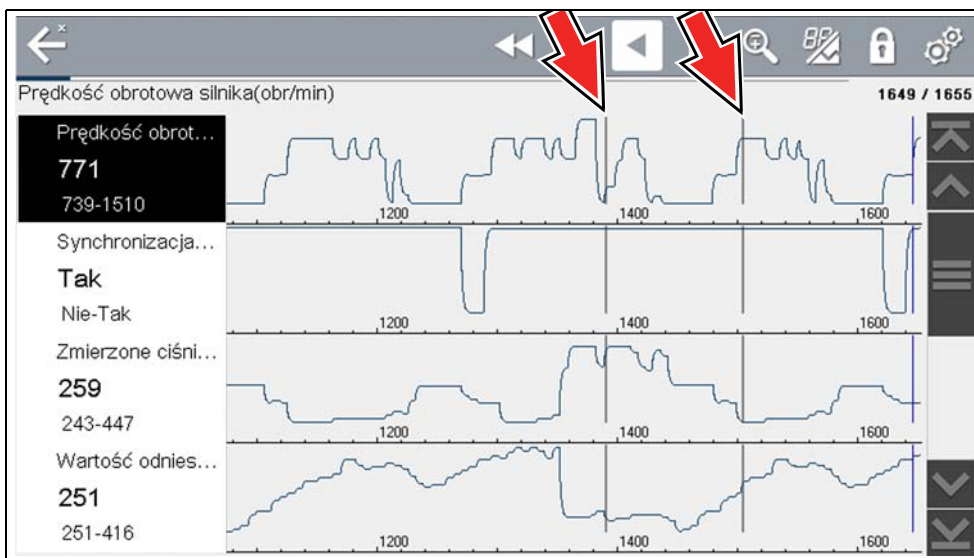 Prędkość obrotowa silnika(obr/min)
1649 / 1655
Prędkość obrot...
771
739-1510
1200
1400
1600
Synchronizacja...
Tak
Nie-Tak
1200
1400
1600
Zmierzone ciśni...
259
243-447
1200
1400
1600
Wartość odnies...
251
251-416
1200
1400
1600